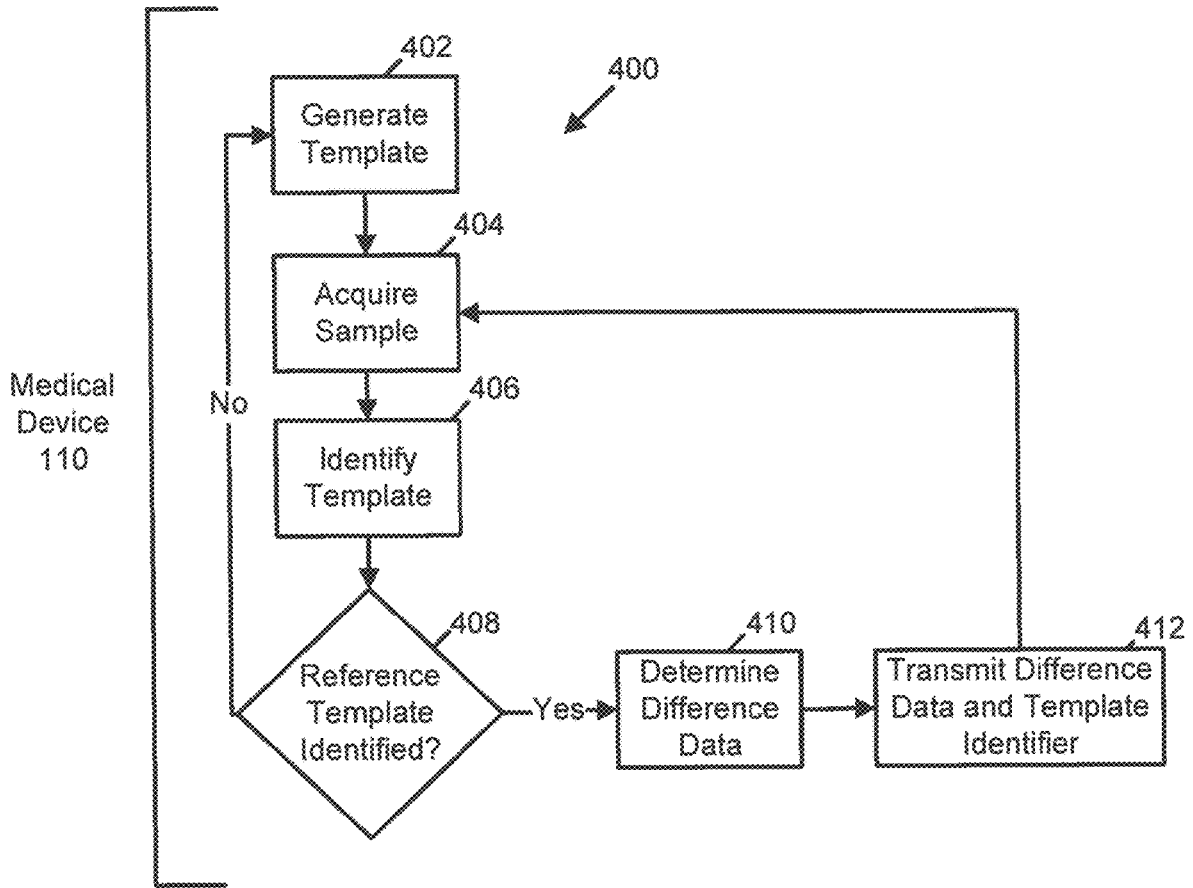 402
400
Generate
Template
404
Acquire
Sample
Medical
Device
110
No
406
Identify
Template
408
Reference
Template
Identified?
Yes
410
Determine
Difference
Data
412
Transmit Difference
Data and Template
Identifier